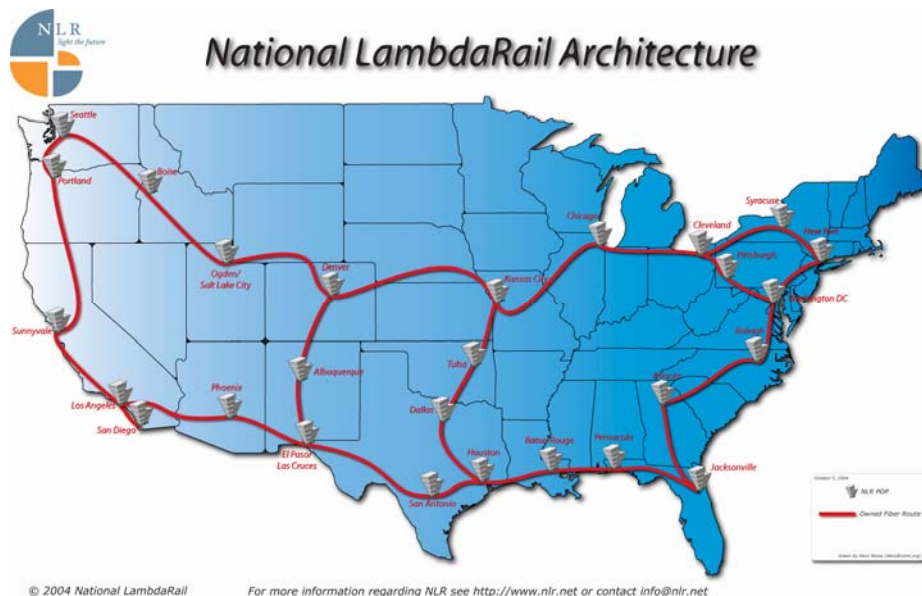 NLR
light the future
National LambdaRail Architecture
Seattle
Portland
Boise
Ogden/
Salt Lake City
Denver
Kansas City
Chicago
Cleveland
Syracuse
New York
Pittsburgh
Washington DC
Raleigh
Atlanta
Sunnyvale
Los Angeles
San Diego
Phoenix
Albuquerque
Tulsa
Dallas
El Paso/
Las Cruces
San Antonio
Houston
Baton Rouge
Pensacola
Jacksonville
October 5, 2004
NLR POP
Owned Fiber Route
© 2004 National LambdaRail
For more information regarding NLR see http://www.nlr.net or contact info@nlr.net